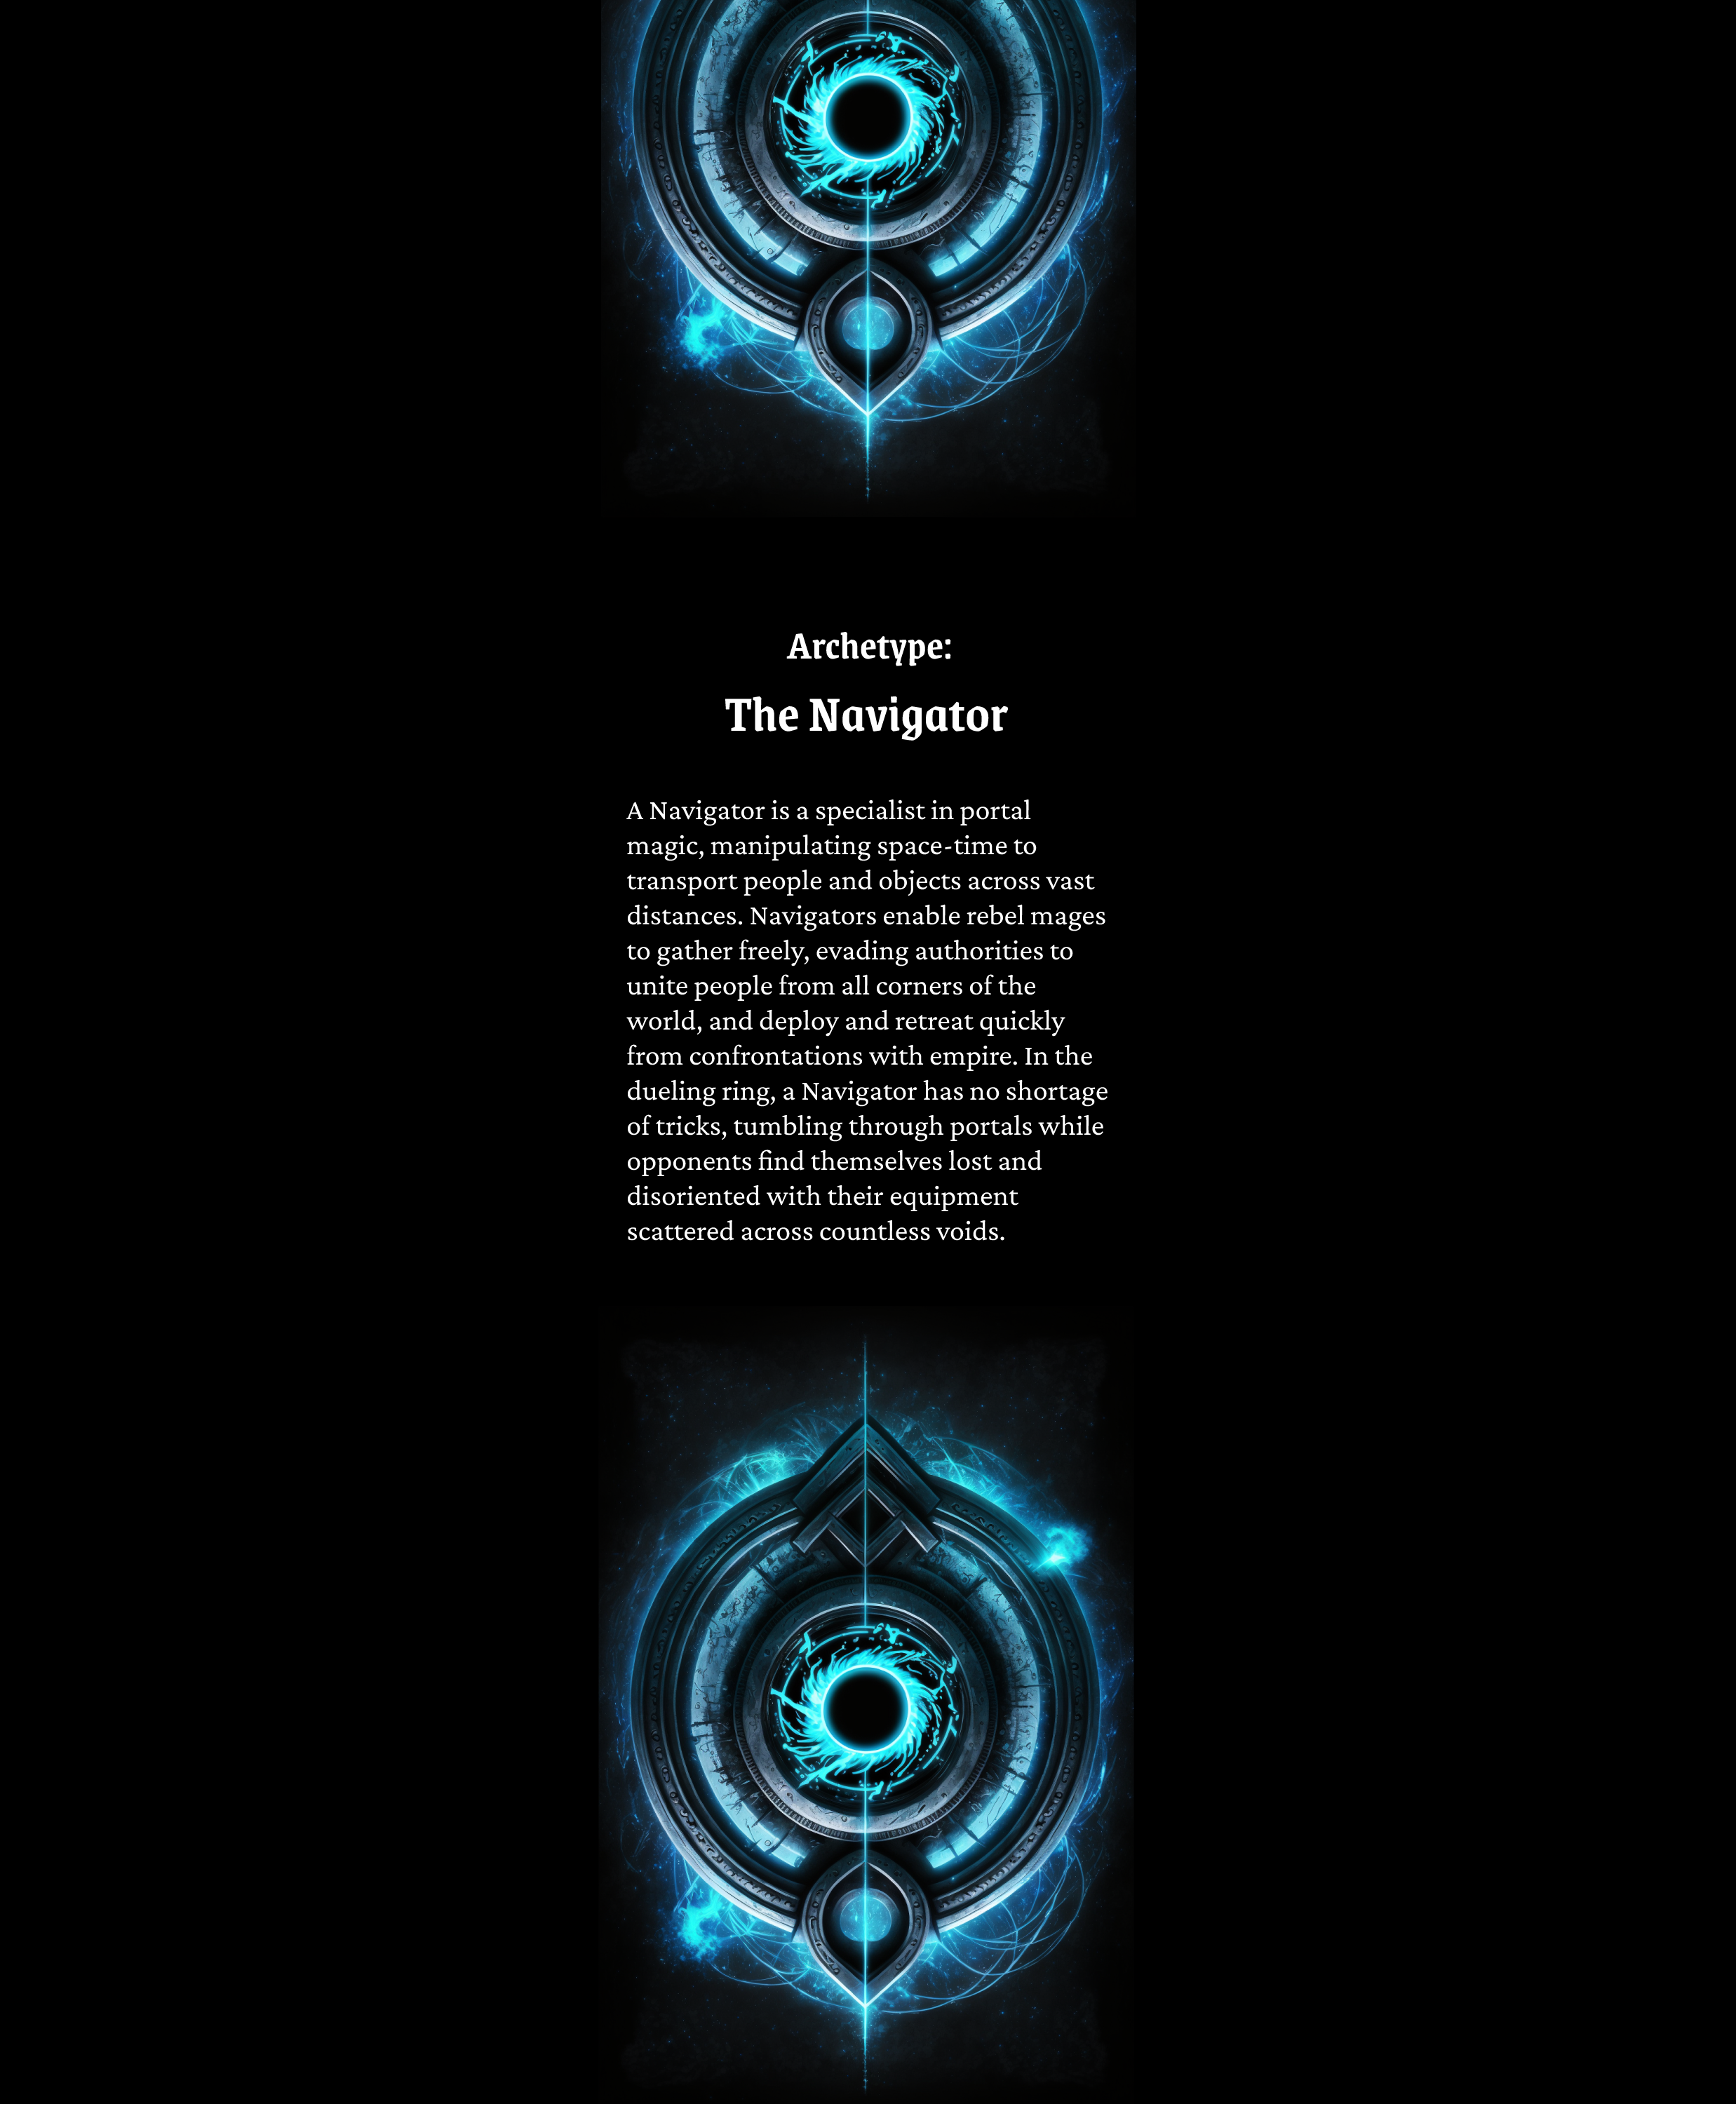 Archetype:
The Navigator
A Navigator is a specialist in portal
magic, manipulating space-time to
transport people and objects across vast
distances. Navigators enable rebel mages
to gather freely, evading authorities to
unite people from all corners of the
world, and deploy and retreat quickly
from confrontations with empire. In the
dueling ring, a Navigator has no shortage
of tricks, tumbling through portals while
opponents find themselves lost and
disoriented with their equipment
scattered across countless voids.